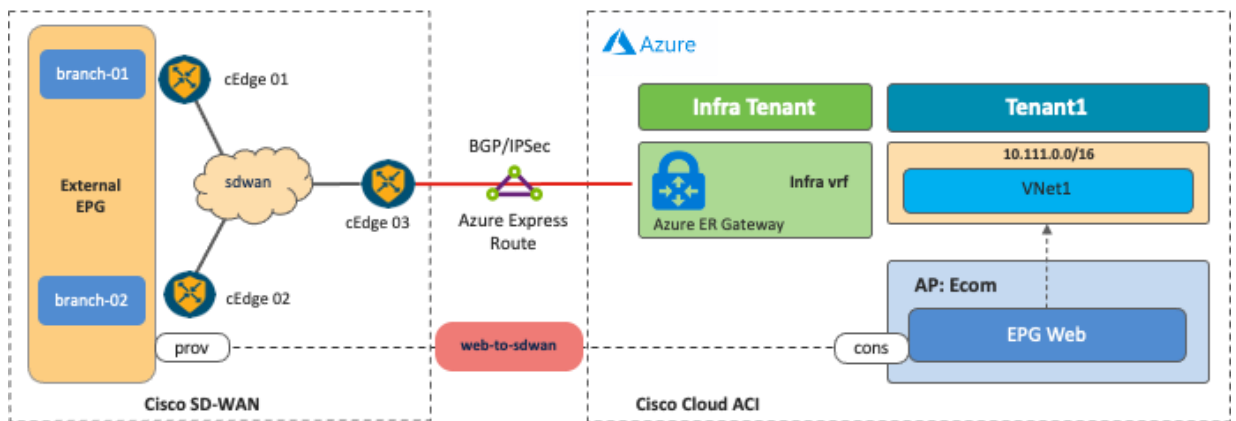 branch-01
cEdge 01
External
EPG
sdwan
cEdge 03
branch-02
cEdge 02
prov
Cisco SD-WAN
BGP/IPSec
Azure Express
Route
web-to-sdwan
Azure
Infra Tenant
Tenant1
Infra vrf
Azure ER Gateway
10.111.0.0/16
VNet1
AP: Ecom
EPG Web
cons
Cisco Cloud ACI